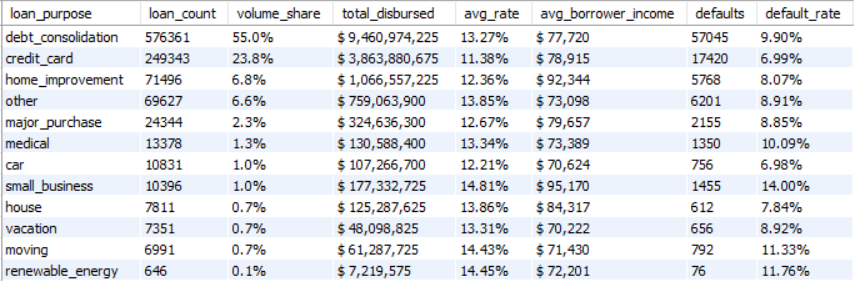 loan_purpose loan_count volume_share total_disbursed avg_rate avg_borrower_income defaults default_rate
debt_consolidation 576361 55.0% $ 9,460,974,225 13.27% $ 77,720 57045 9.90%
credit_card 249343 23.8% $ 3,863,880,675 11.38% $ 78,915 17420 6.99%
home_improvement 71496 6.8% $ 1,066,557,225 12.36% $ 92,344 5768 8.07%
other 69627 6.6% $ 759,063,900 13.85% $ 73,098 6201 8.91%
major_purchase 24344 2.3% $ 324,636,300 12.67% $ 79,657 2155 8.85%
medical 13378 1.3% $ 130,588,400 13.34% $ 73,389 1350 10.09%
car 10831 1.0% $ 107,266,700 12.21% $ 70,624 756 6.98%
small_business 10396 1.0% $ 177,332,725 14.81% $ 95,170 1455 14.00%
house 7811 0.7% $ 125,287,625 13.86% $ 84,317 612 7.84%
vacation 7351 0.7% $ 48,098,825 13.31% $ 70,222 656 8.92%
moving 6991 0.7% $ 61,287,725 14.43% $ 71,430 792 11.33%
renewable_energy 646 0.1% $ 7,219,575 14.45% $ 72,201 76 11.76%